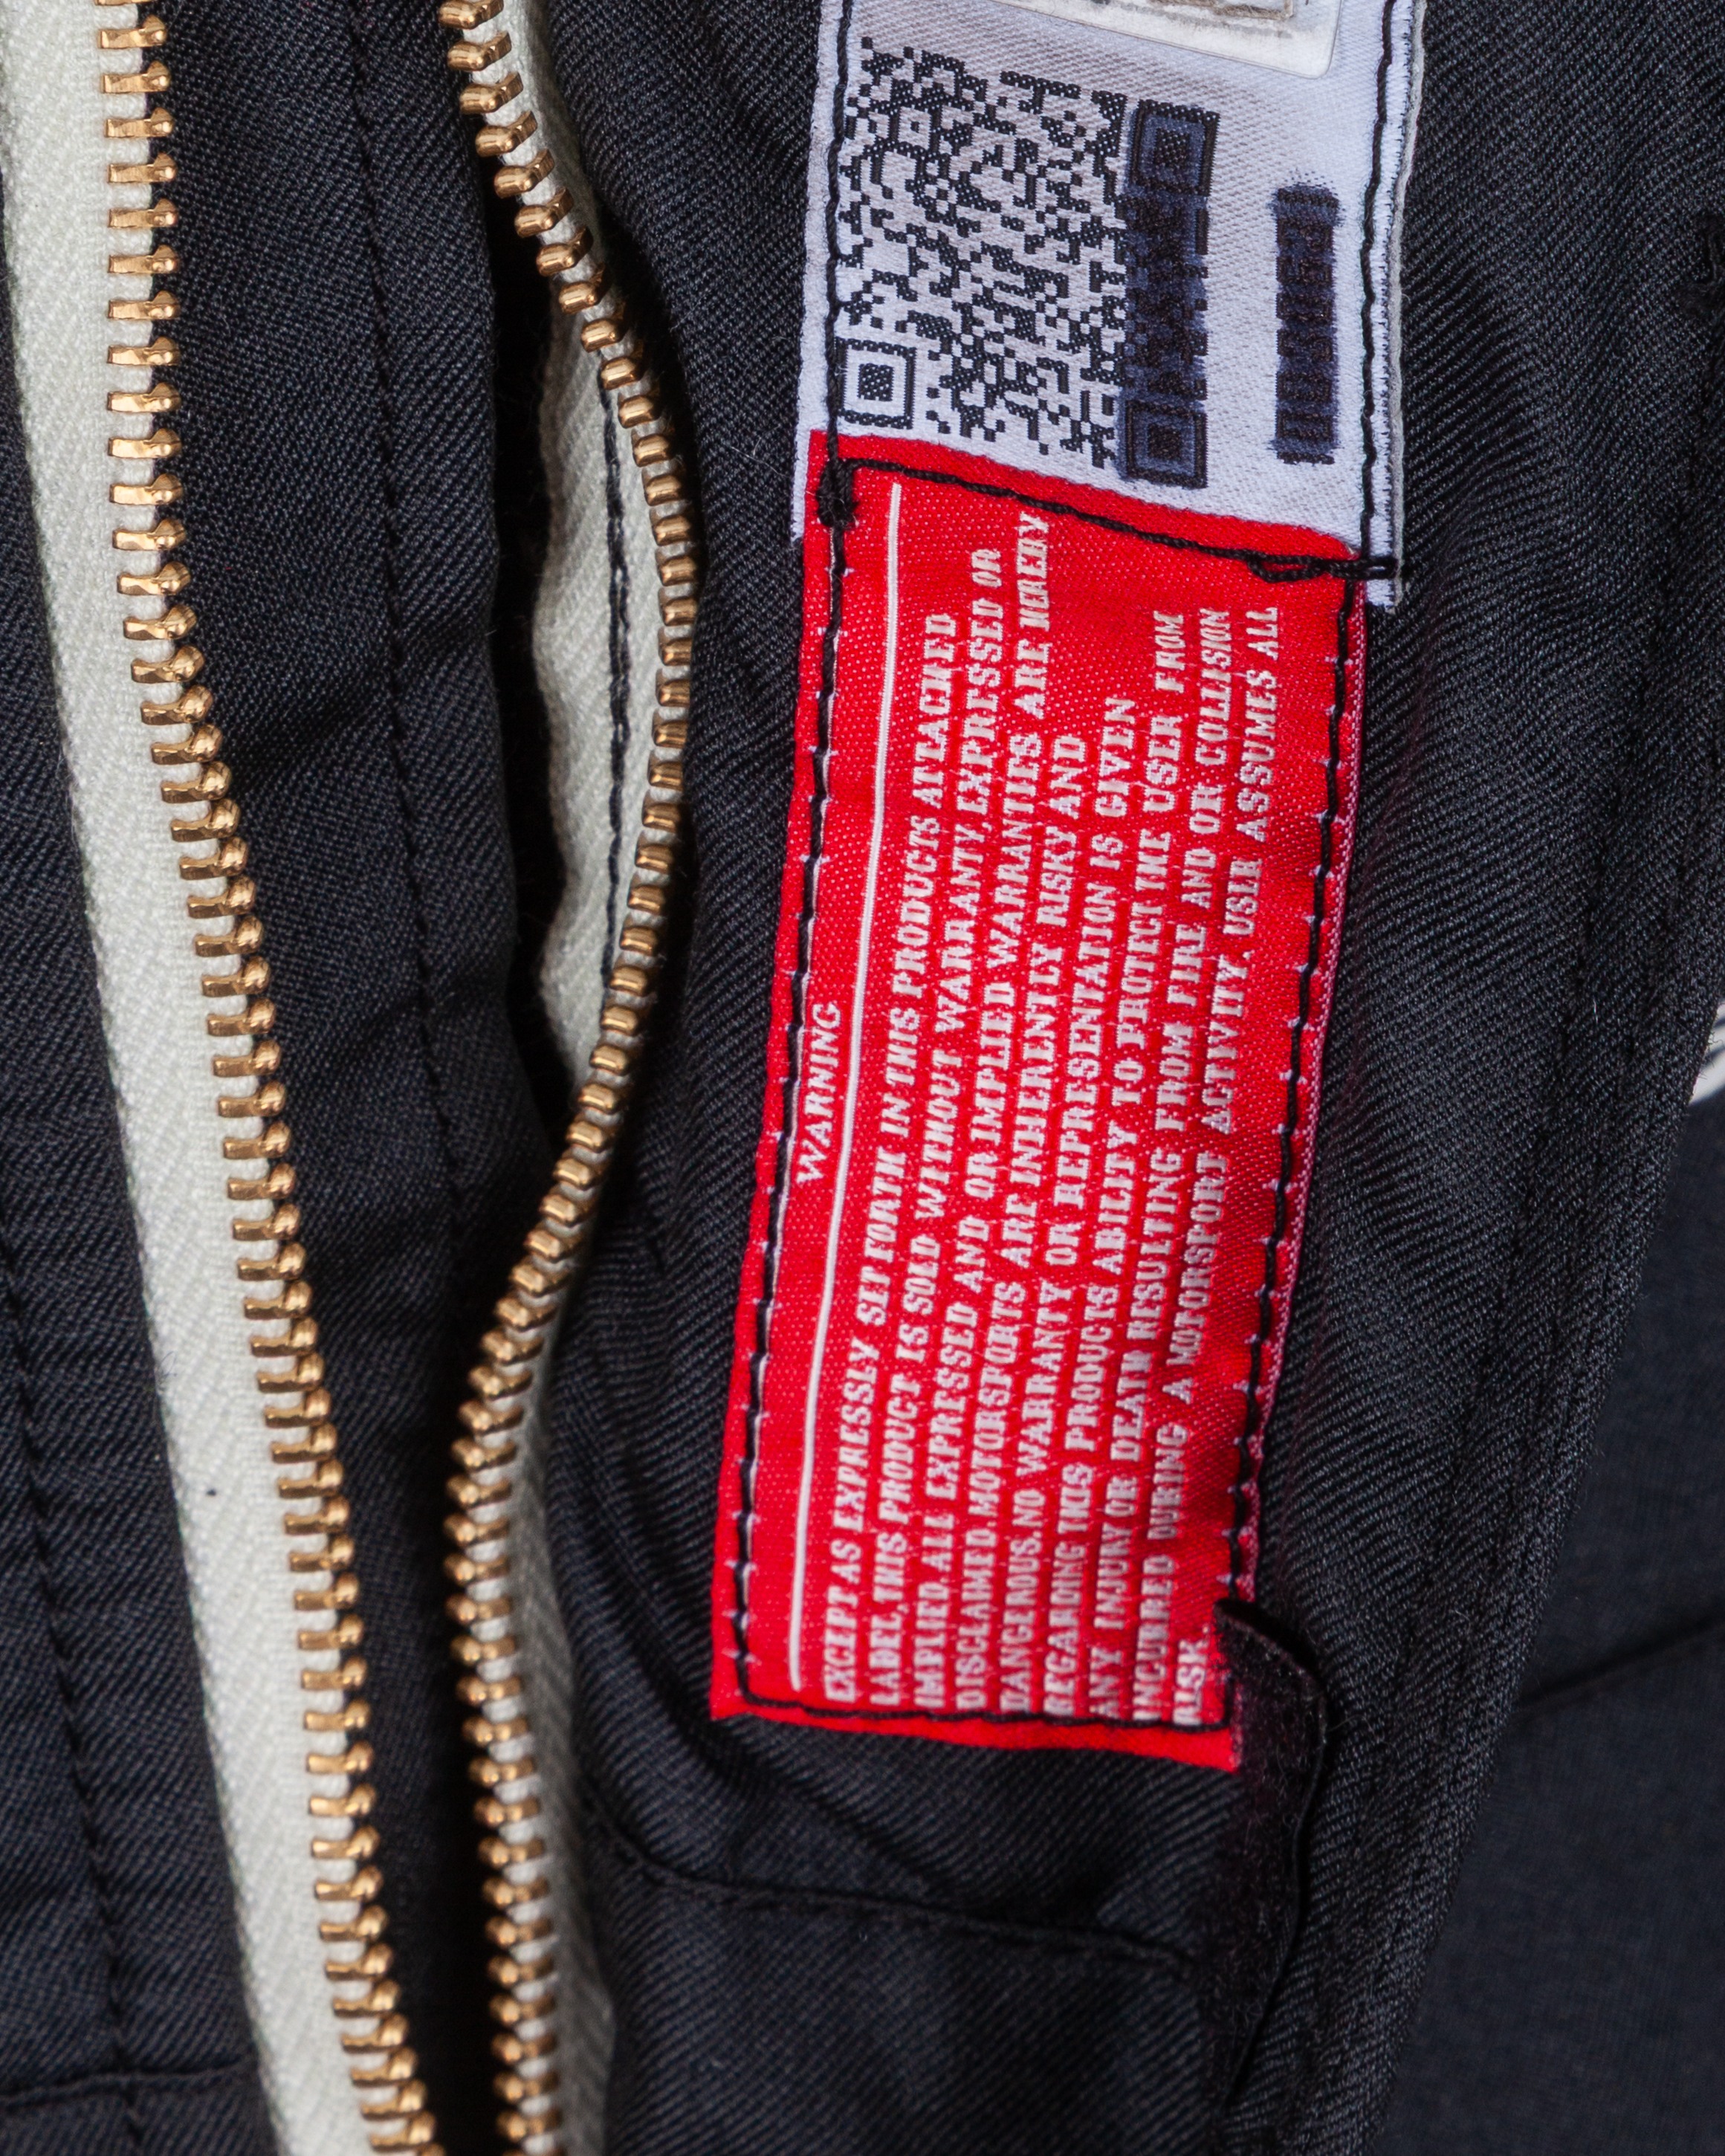 WARNING
EXCEPT AS EXPRESSLY SET FORTH IN THIS PRODUCTS ATTACHED
LABEL, THIS PRODUCT IS SOLD WITHOUT WARRANTY, EXPRESSED OR
IMPLIED. ALL EXPRESSED AND OR IMPLIED WARRANTIES ARE HEREBY
DISCLAIMED. MOTORSPORTS ARE INHERENTLY RISKY AND
DANGEROUS. NO WARRANTY OR REPRESENTATION IS GIVEN
REGARDING THIS PRODUCTS ABILITY TO PROTECT THE USER FROM
ANY INJURY OR DEATH RESULTING FROM FIRE AND OR COLLISION
INCURRED DURING A MOTORSPORT ACTIVITY. USER ASSUMES ALL
RISK.